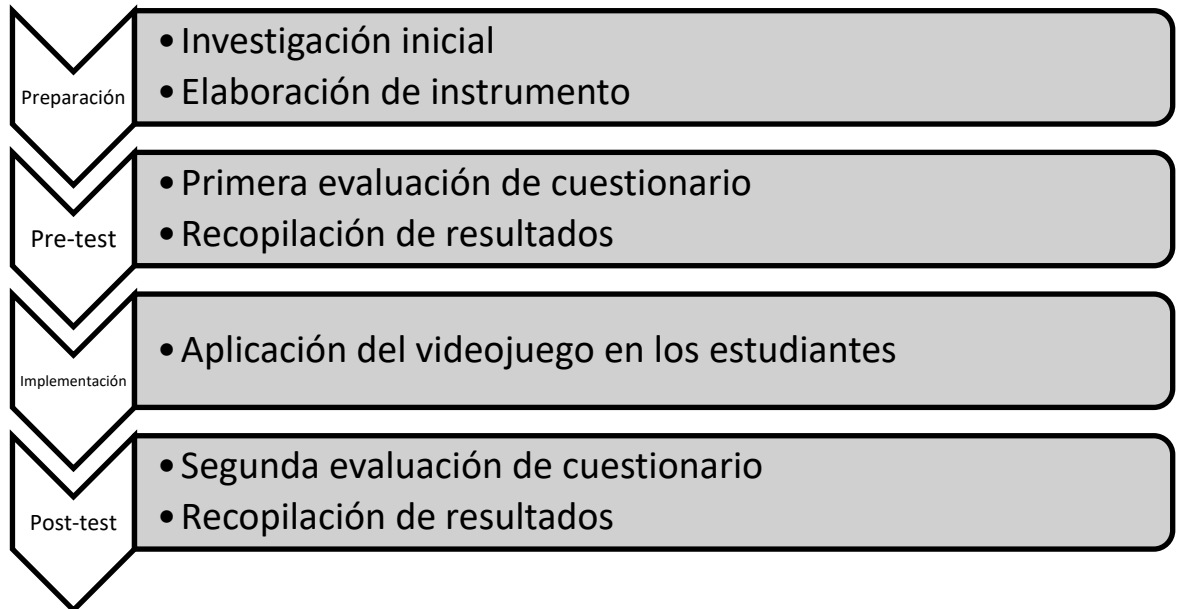 Preparación
• Investigación inicial
• Elaboración de instrumento
Pre-test
• Primera evaluación de cuestionario
• Recopilación de resultados
Implementación
• Aplicación del videojuego en los estudiantes
Post-test
• Segunda evaluación de cuestionario
• Recopilación de resultados